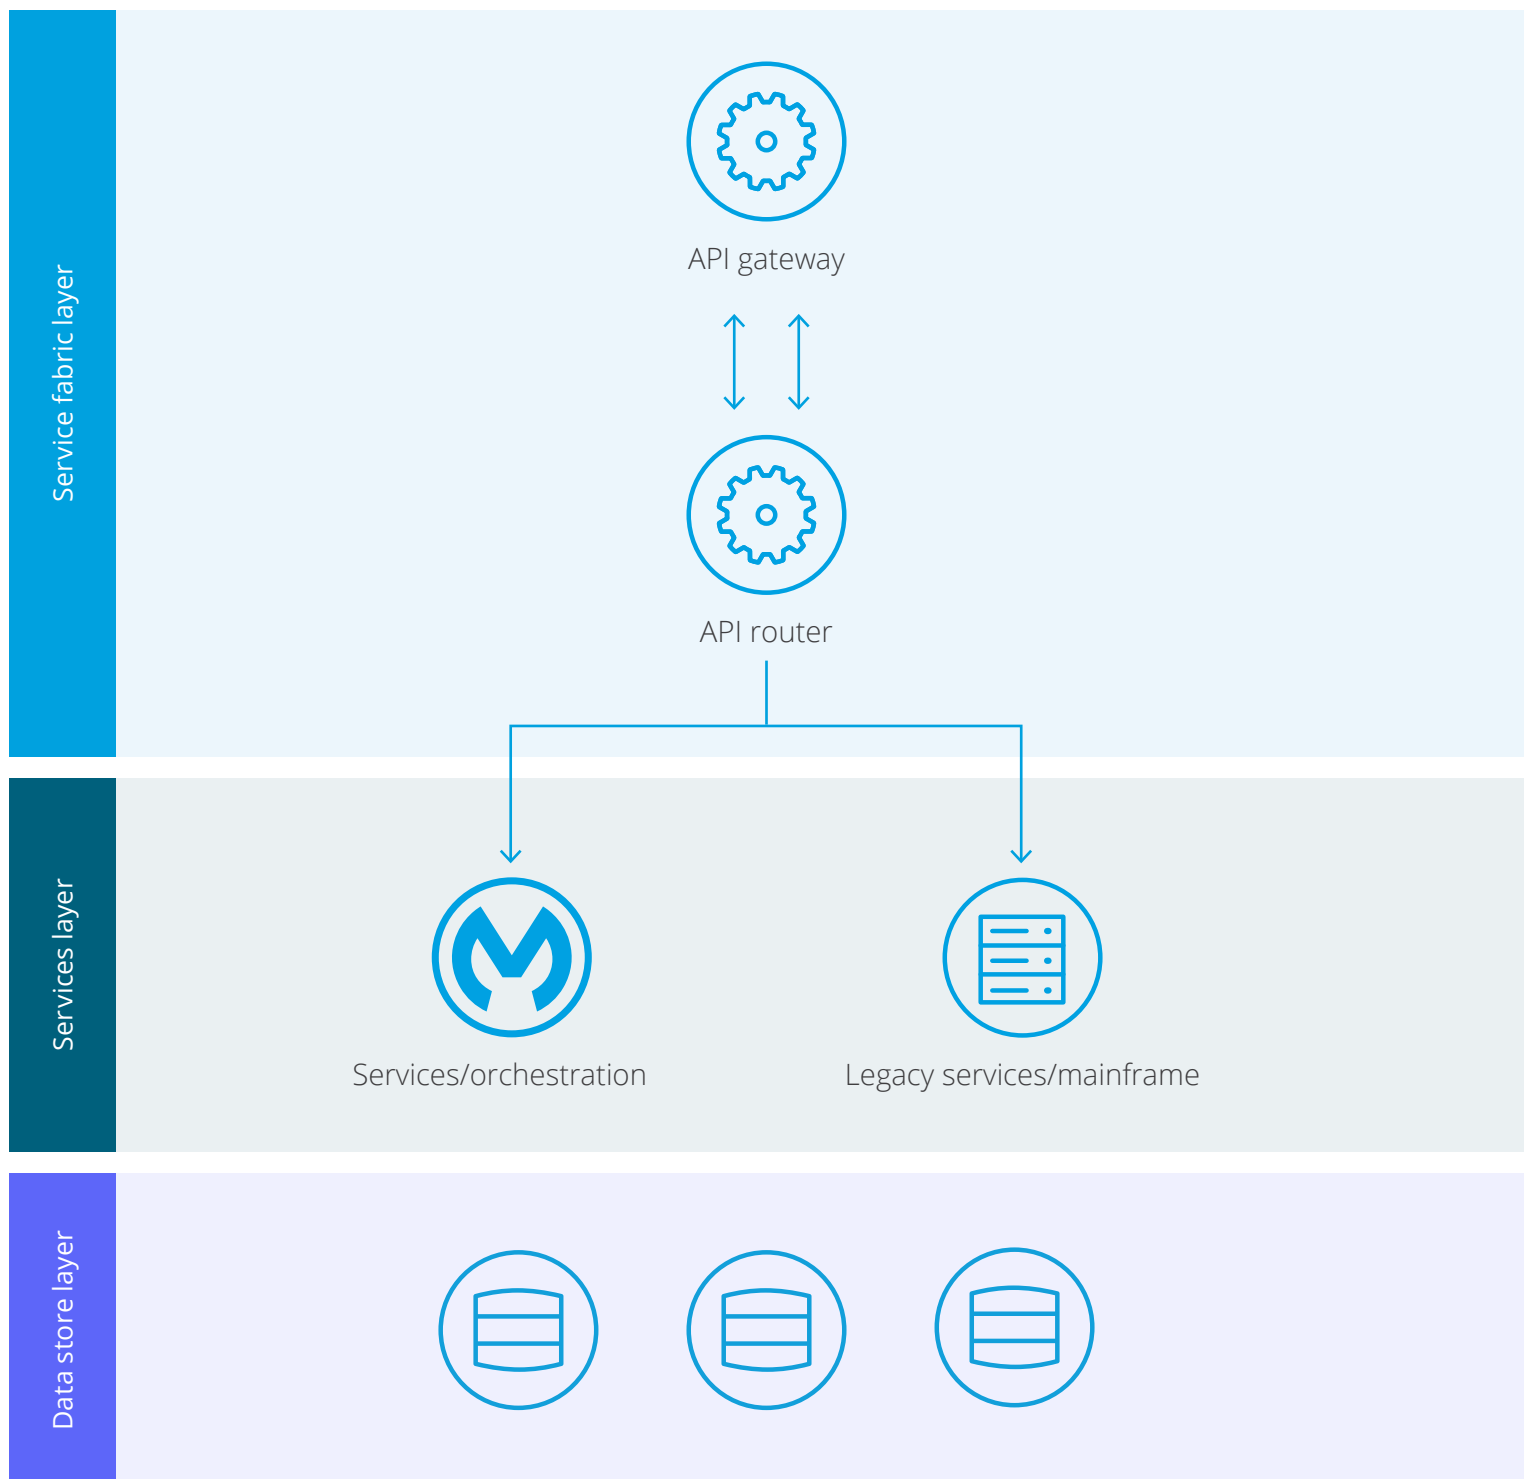 Service fabric layer
API gateway
API router
Services layer
Services/orchestration
Legacy services/mainframe
Data store layer